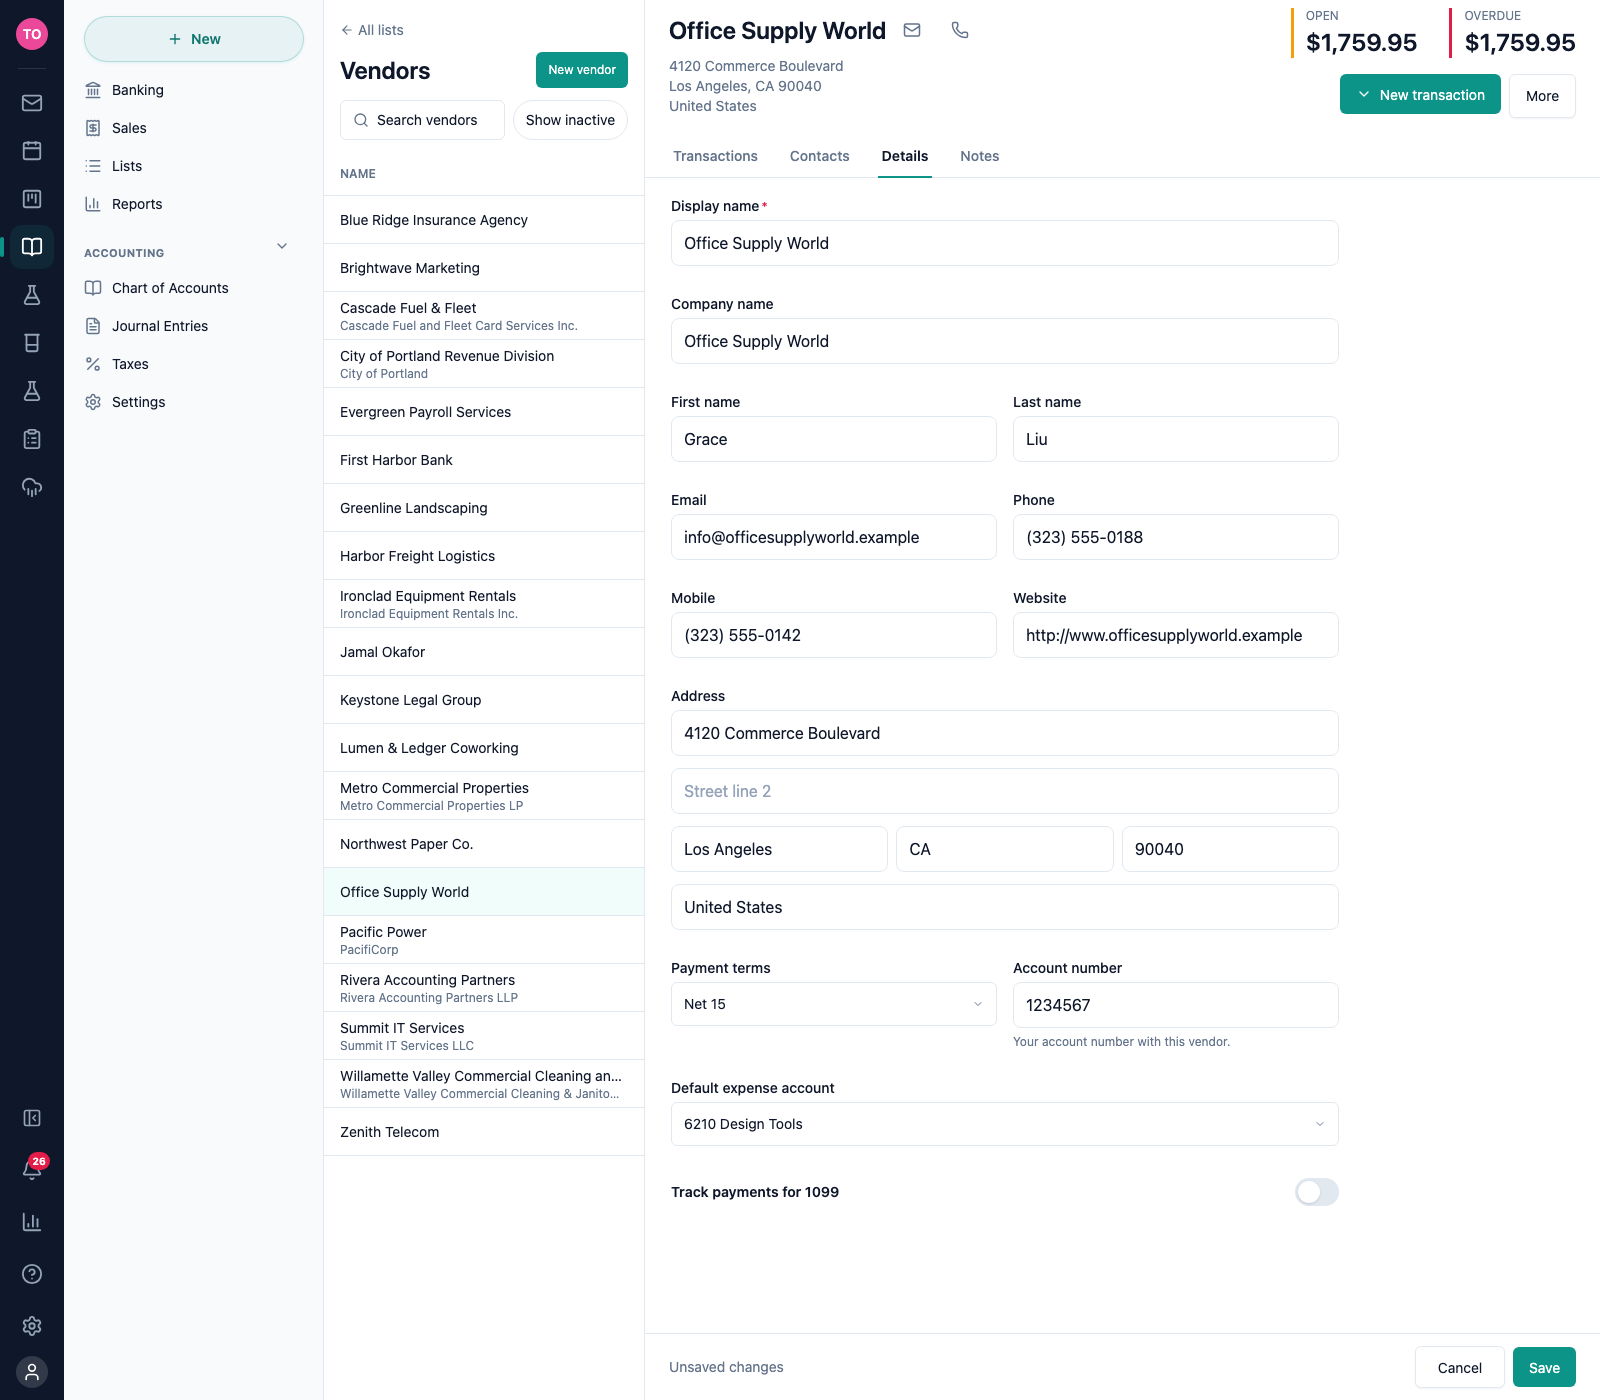 TO
26
New
Banking
Sales
Lists
Reports
ACCOUNTING
Chart of Accounts
Journal Entries
Taxes
Settings
All lists
Vendors
New vendor
Search vendors
Show inactive
NAME
Blue Ridge Insurance Agency
Brightwave Marketing
Cascade Fuel & Fleet
Cascade Fuel and Fleet Card Services Inc.
City of Portland Revenue Division
City of Portland
Evergreen Payroll Services
First Harbor Bank
Greenline Landscaping
Harbor Freight Logistics
Ironclad Equipment Rentals
Ironclad Equipment Rentals Inc.
Jamal Okafor
Keystone Legal Group
Lumen & Ledger Coworking
Metro Commercial Properties
Metro Commercial Properties LP
Northwest Paper Co.
Office Supply World
Pacific Power
PacifiCorp
Rivera Accounting Partners
Rivera Accounting Partners LLP
Summit IT Services
Summit IT Services LLC
Willamette Valley Commercial Cleaning an...
Willamette Valley Commercial Cleaning & Janito...
Zenith Telecom
Office Supply World
4120 Commerce Boulevard
Los Angeles, CA 90040
United States
OPEN
$1,759.95
OVERDUE
$1,759.95
New transaction
More
Transactions
Contacts
Details
Notes
Display name*
Office Supply World
Company name
Office Supply World
First name
Last name
Grace
Liu
Email
Phone
info@officesupplyworld.example
(323) 555-0188
Mobile
Website
(323) 555-0142
http://www.officesupplyworld.example
Address
4120 Commerce Boulevard
Street line 2
Los Angeles
CA
90040
United States
Payment terms
Account number
Net 15
1234567
Your account number with this vendor.
Default expense account
6210 Design Tools
Track payments for 1099
Unsaved changes
Cancel
Save